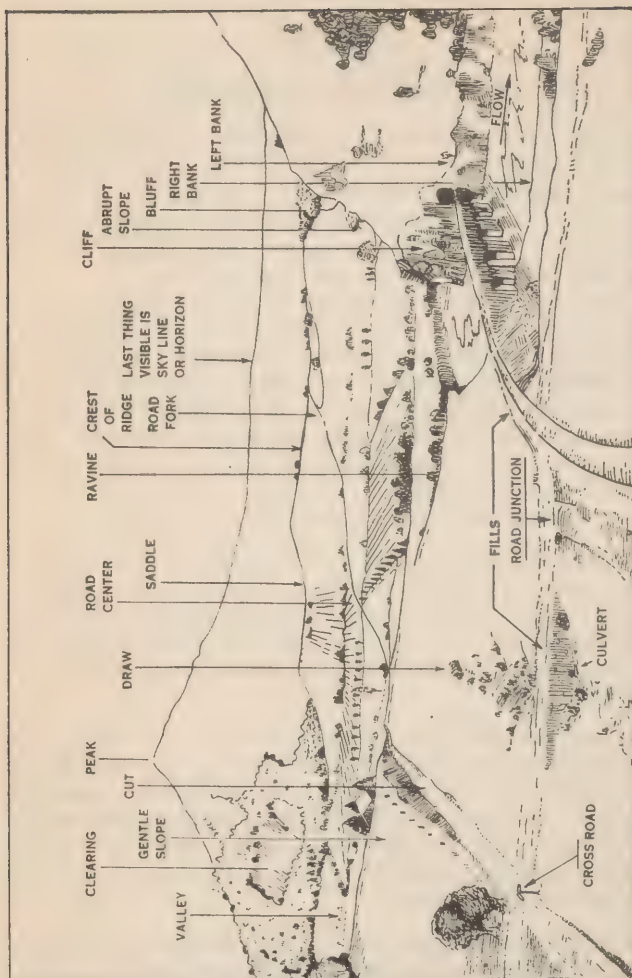 VALLEY
CLEARING
GENTLE
SLOPE
PEAK
CUT
DRAW
ROAD
CENTER
SADDLE
RAVINE
CREST
OF
RIDGE
ROAD
FORK
LAST THING
VISIBLE IS
SKY LINE
OR HORIZON
CLIFF
ABRUPT
SLOPE
BLUFF
RIGHT
BANK
LEFT BANK
FLOW
FILLS
ROAD JUNCTION
CULVERT
CROSS ROAD